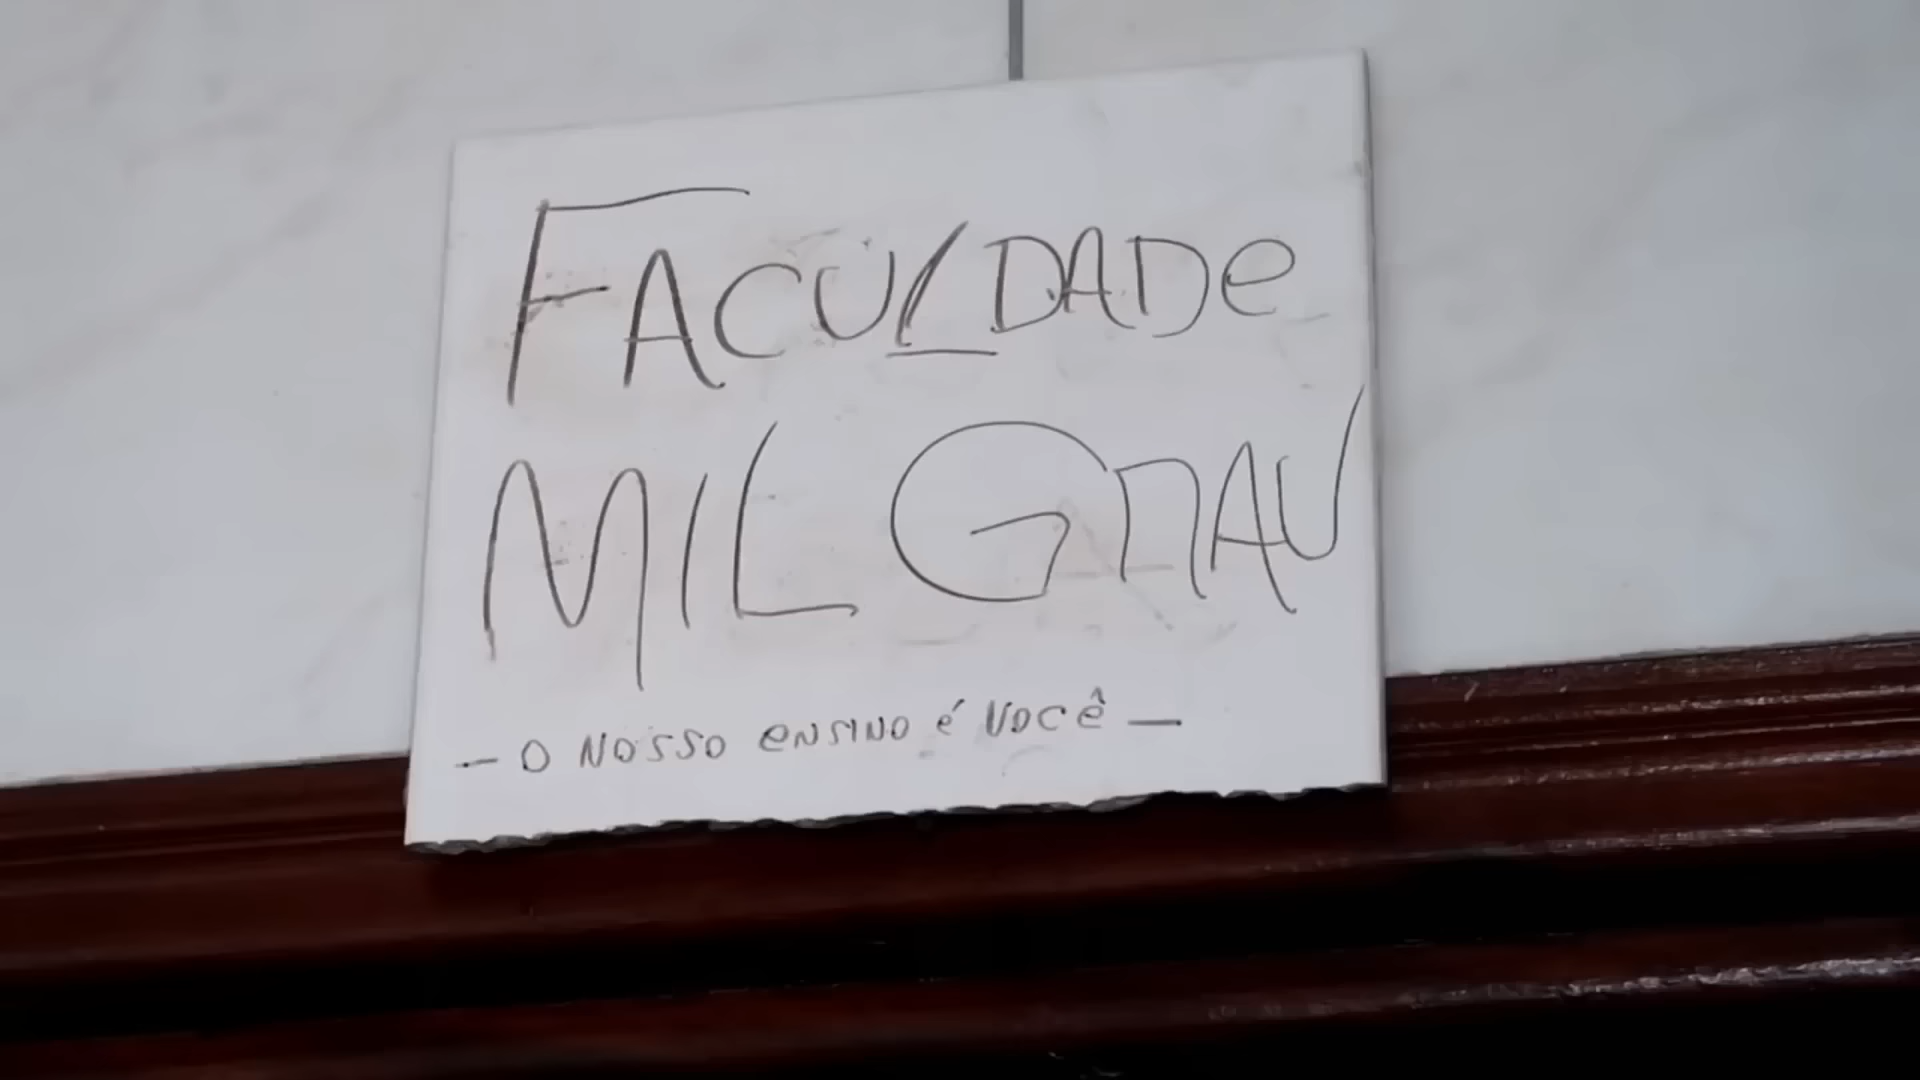 FACULDADe
MIL GRAU
- O NOSSO eNSINO é VOCê -